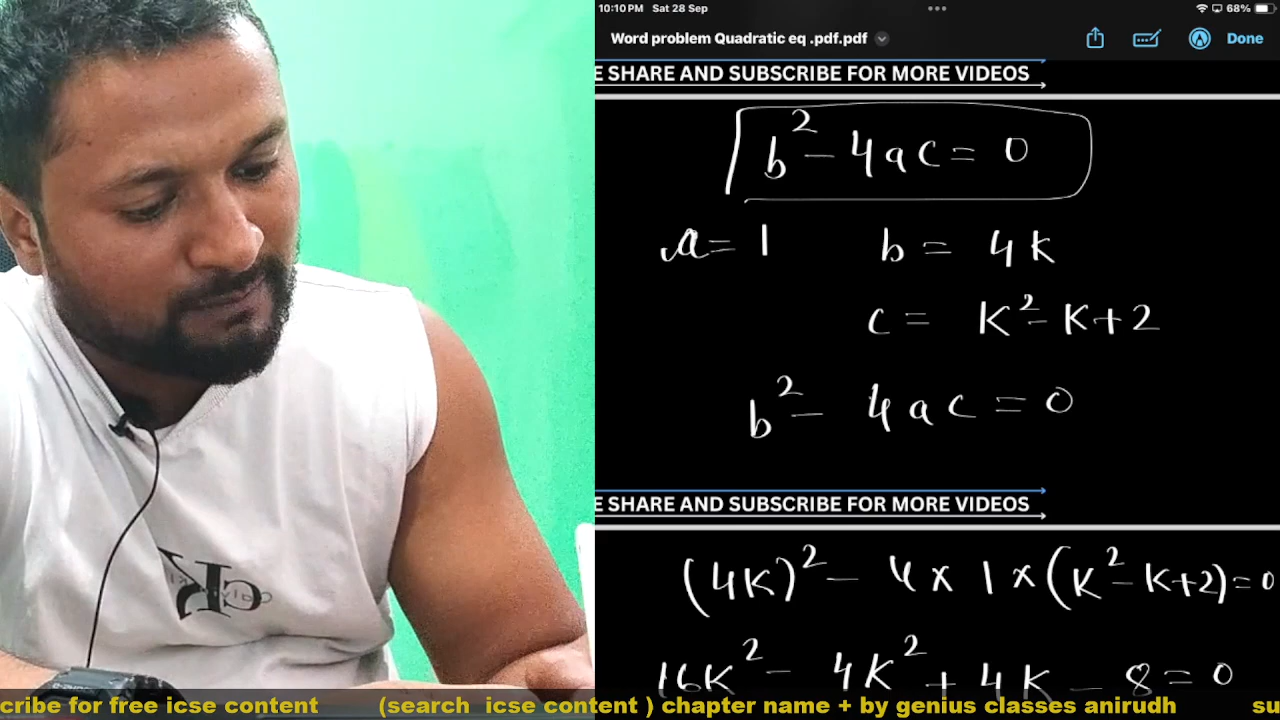 10:10 PM Sat 28 Sep 68%
Word problem Quadratic eq .pdf.pdf Done
E SHARE AND SUBSCRIBE FOR MORE VIDEOS
b² - 4ac = 0
a = 1 b = 4k
c = k² - k + 2
b² - 4ac = 0
E SHARE AND SUBSCRIBE FOR MORE VIDEOS
(4k)² - 4 × 1 × (k² - k + 2) = 0
16k² - 4k² + 4k - 8 = 0
CK
cribe for free icse content (search icse content ) chapter name + by genius classes anirudh su